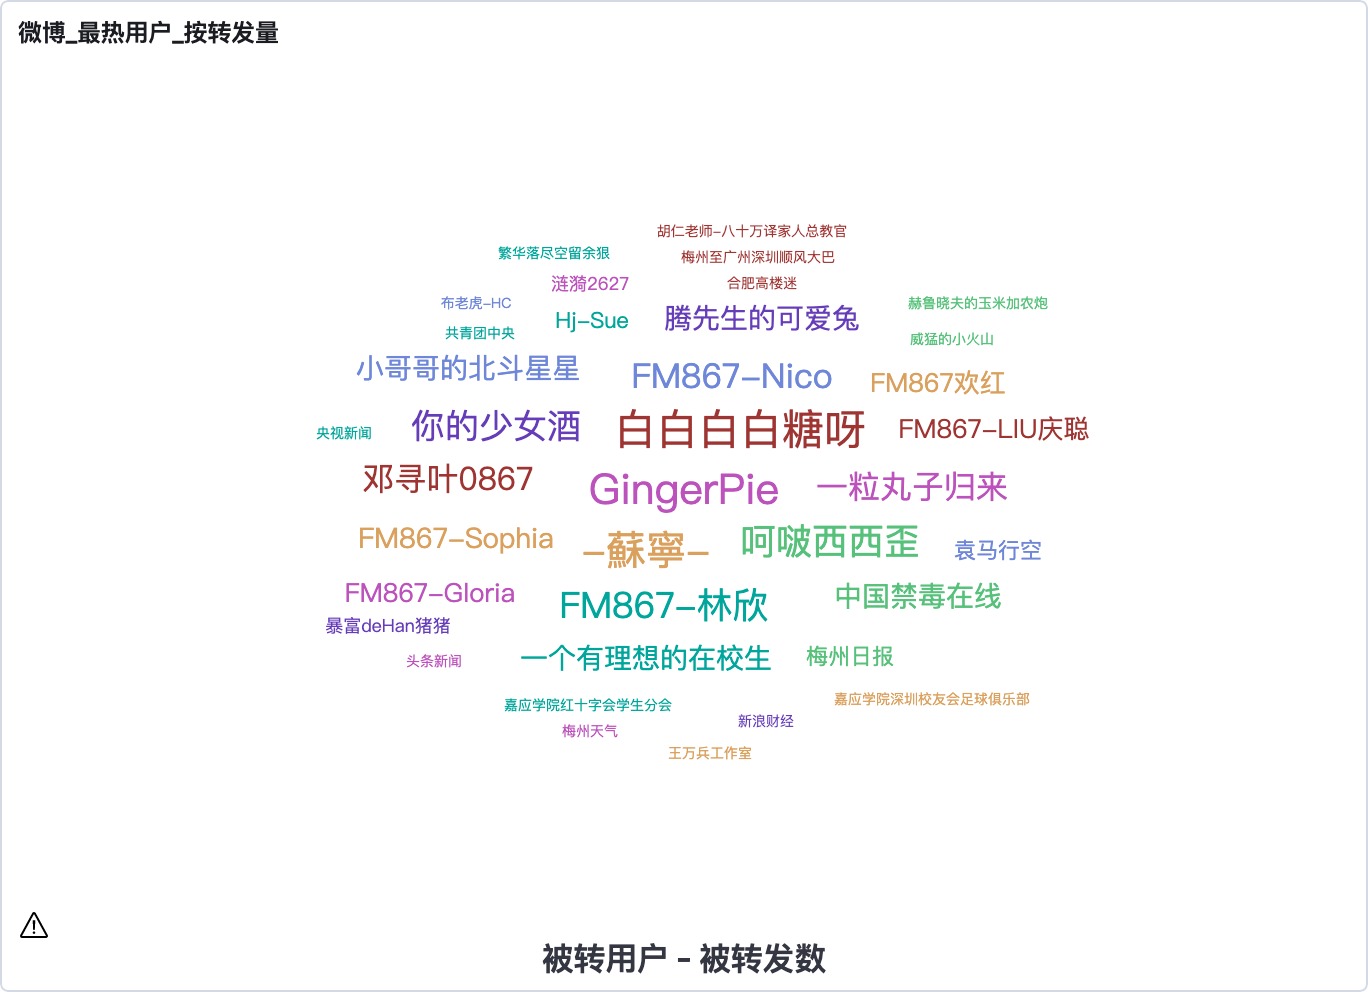 微博_最热用户_按转发量
胡仁老师-八十万译家人总教官
繁华落尽空留余狠
梅州至广州深圳顺风大巴
涟漪2627
合肥高楼迷
布老虎-HC
赫鲁晓夫的玉米加农炮
Hj-Sue
腾先生的可爱兔
共青团中央
威猛的小火山
小哥哥的北斗星星
FM867-Nico
FM867欢红
你的少女酒
白白白白糖呀
FM867-LIU庆聪
央视新闻
邓寻叶0867
GingerPie
一粒丸子归来
FM867-Sophia
-蘇寧-
呵啵西西歪
袁马行空
FM867-Gloria
FM867-林欣
中国禁毒在线
暴富deHan猪猪
头条新闻
一个有理想的在校生
梅州日报
嘉应学院红十字会学生分会
嘉应学院深圳校友会足球俱乐部
梅州天气
新浪财经
王万兵工作室
被转用户 - 被转发数